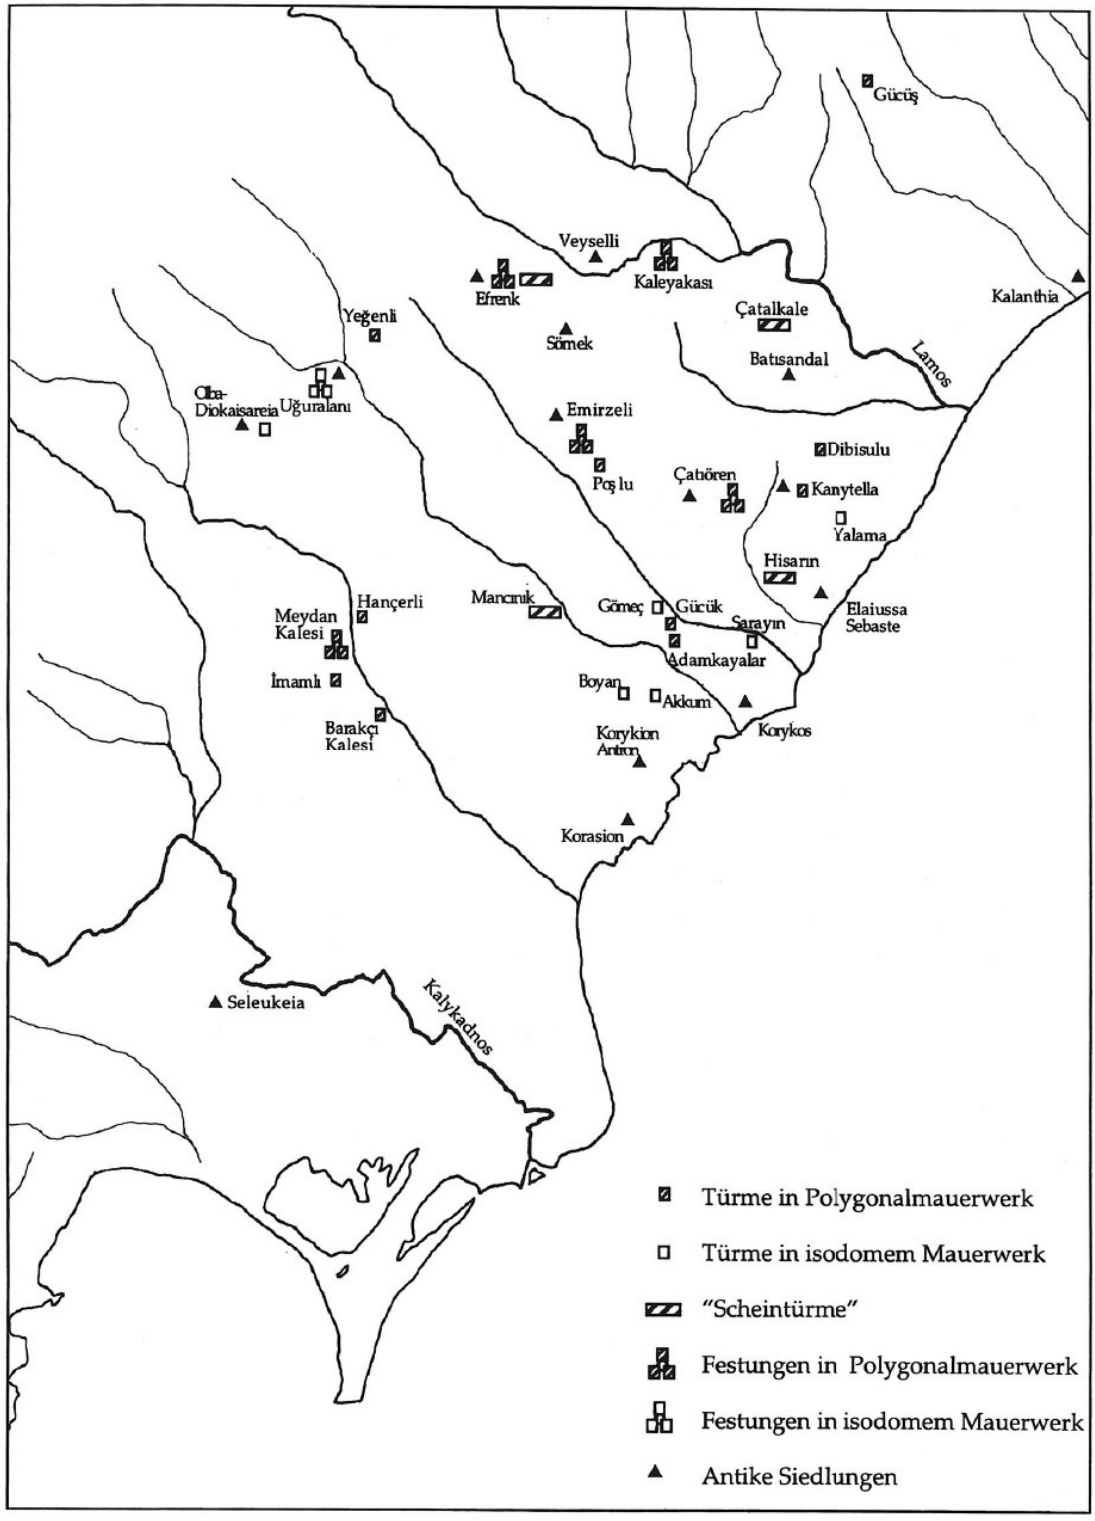 Gücüş
Veyselli
Kaleyakası
Efrenk
Kalanthia
Çatalkale
Yeğenli
Sömek
Batısandal
Lamos
Olba-
Diokaisareia
Uğuralanı
Emirzeli
Dibisulu
Poşlu
Çatıören
Kanytella
Yalama
Hisarın
Mancınık
Hançerli
Gömeç
Gücük
Elaiussa
Sebaste
Meydan
Kalesi
Sarayın
Adamkayalar
İmamlı
Boyan
Akkum
Barakçı
Kalesi
Korykion
Antron
Korykos
Korasion
Seleukeia
Kalykadnos
Türme in Polygonalmauerwerk
Türme in isodomem Mauerwerk
"Scheintürme"
Festungen in Polygonalmauerwerk
Festungen in isodomem Mauerwerk
Antike Siedlungen